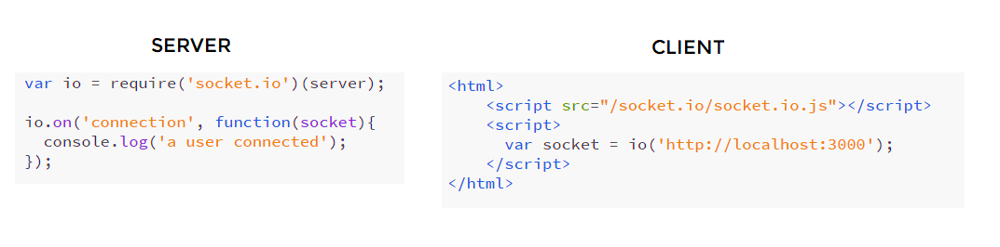 SERVER
var io = require('socket.io')(server);
io.on('connection', function(socket){
  console.log('a user connected');
});
CLIENT
<html>
    <script src="/socket.io/socket.io.js"></script>
    <script>
      var socket = io('http://localhost:3000');
    </script>
</html>